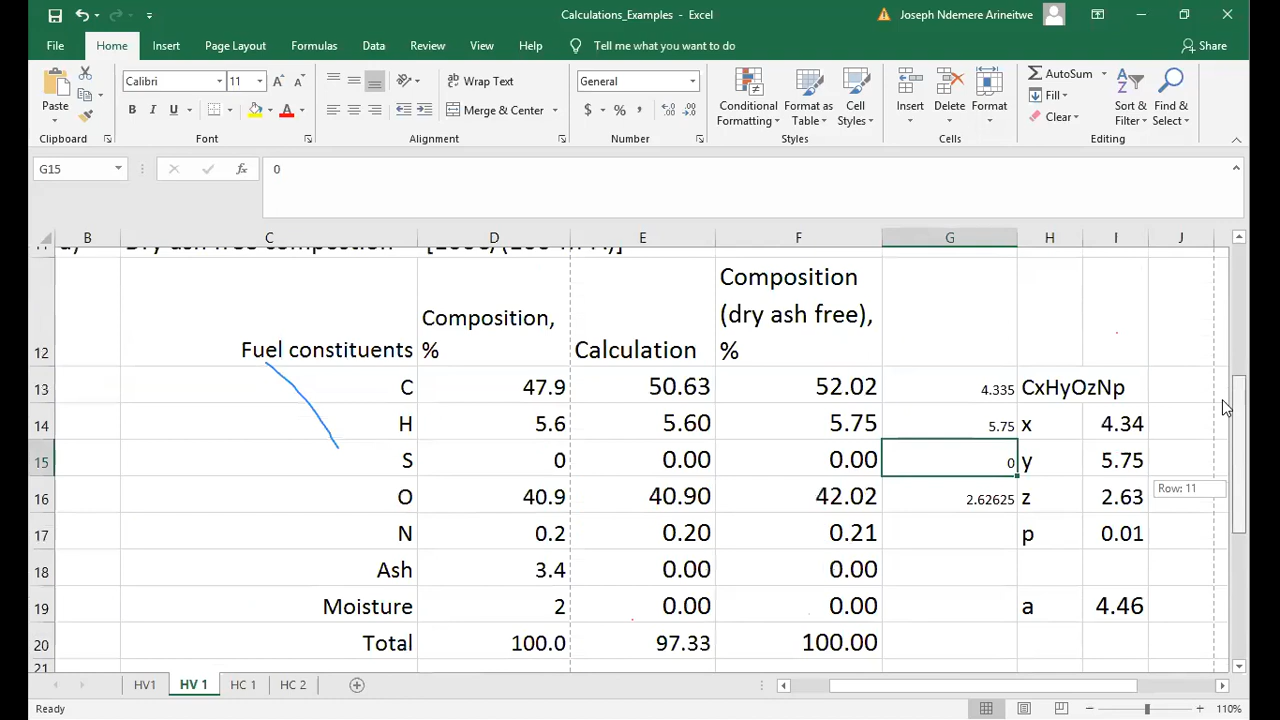 Calculations_Examples - Excel
Joseph Ndemere Arineitwe
File Home Insert Page Layout Formulas Data Review View Help Tell me what you want to do Share
Calibri 11 Wrap Text General AutoSum
Paste B I U Merge & Center $ % Conditional Formatting Format as Table Cell Styles Insert Delete Format Fill Clear Sort & Filter Find & Select
Clipboard Font Alignment Number Styles Cells Editing
G15 fx 0
B C D E F G H I J
12 Fuel constituents Composition, % Calculation Composition (dry ash free), %
13 C 47.9 50.63 52.02 4.335 CxHyOzNp
14 H 5.6 5.60 5.75 5.75 x 4.34
15 S 0 0.00 0.00 0 y 5.75
16 O 40.9 40.90 42.02 2.62625 z 2.63
Row: 11
17 N 0.2 0.20 0.21 p 0.01
18 Ash 3.4 0.00 0.00
19 Moisture 2 0.00 0.00 a 4.46
20 Total 100.0 97.33 100.00
21
HV1 HV 1 HC 1 HC 2
Ready 110%